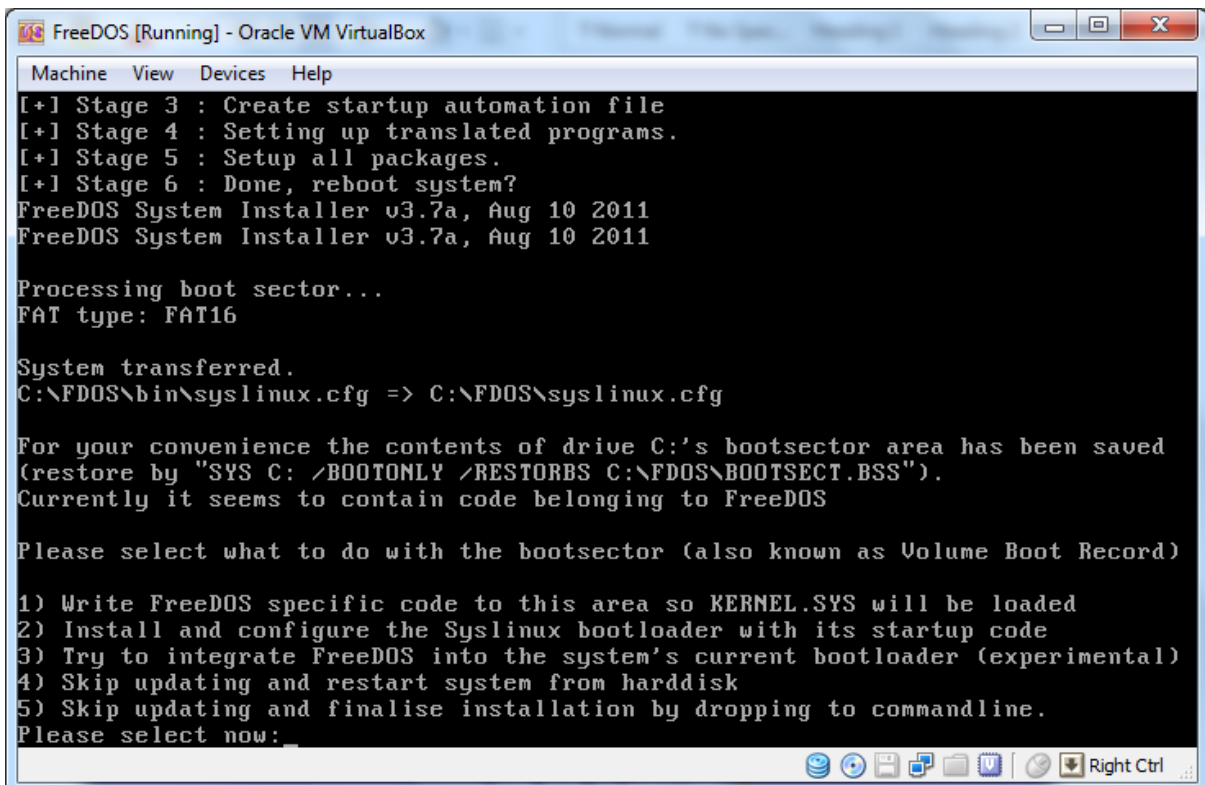 FreeDOS [Running] - Oracle VM VirtualBox
Machine View Devices Help
[+] Stage 3 : Create startup automation file
[+] Stage 4 : Setting up translated programs.
[+] Stage 5 : Setup all packages.
[+] Stage 6 : Done, reboot system?
FreeDOS System Installer v3.7a, Aug 10 2011
FreeDOS System Installer v3.7a, Aug 10 2011
Processing boot sector...
FAT type: FAT16
System transferred.
C:\FDOS\bin\syslinux.cfg => C:\FDOS\syslinux.cfg
For your convenience the contents of drive C:'s bootsector area has been saved
(restore by "SYS C: /BOOTONLY /RESTORBS C:\FDOS\BOOTSECT.BSS").
Currently it seems to contain code belonging to FreeDOS
Please select what to do with the bootsector (also known as Volume Boot Record)
1) Write FreeDOS specific code to this area so KERNEL.SYS will be loaded
2) Install and configure the Syslinux bootloader with its startup code
3) Try to integrate FreeDOS into the system's current bootloader (experimental)
4) Skip updating and restart system from harddisk
5) Skip updating and finalise installation by dropping to commandline.
Please select now:_
Right Ctrl